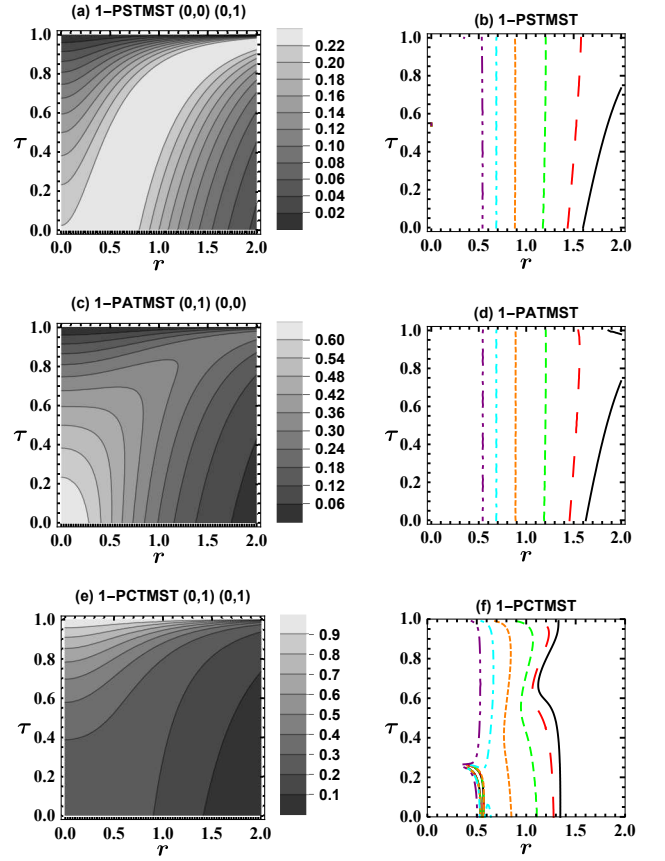 (a) 1−PSTMST (0,0) (0,1)
1.0
0.8
0.6
τ
0.4
0.2
0.0
0.0 0.5 1.0 1.5 2.0
r
0.22
0.20
0.18
0.16
0.14
0.12
0.10
0.08
0.06
0.04
0.02
(b) 1−PSTMST
1.0
0.8
0.6
τ
0.4
0.2
0.0
0.0 0.5 1.0 1.5 2.0
r
(c) 1−PATMST (0,1) (0,0)
1.0
0.8
0.6
τ
0.4
0.2
0.0
0.0 0.5 1.0 1.5 2.0
r
0.60
0.54
0.48
0.42
0.36
0.30
0.24
0.18
0.12
0.06
(d) 1−PATMST
1.0
0.8
0.6
τ
0.4
0.2
0.0
0.0 0.5 1.0 1.5 2.0
r
(e) 1−PCTMST (0,1) (0,1)
1.0
0.8
0.6
τ
0.4
0.2
0.0
0.0 0.5 1.0 1.5 2.0
r
0.9
0.8
0.7
0.6
0.5
0.4
0.3
0.2
0.1
(f) 1−PCTMST
1.0
0.8
0.6
τ
0.4
0.2
0.0
0.0 0.5 1.0 1.5 2.0
r